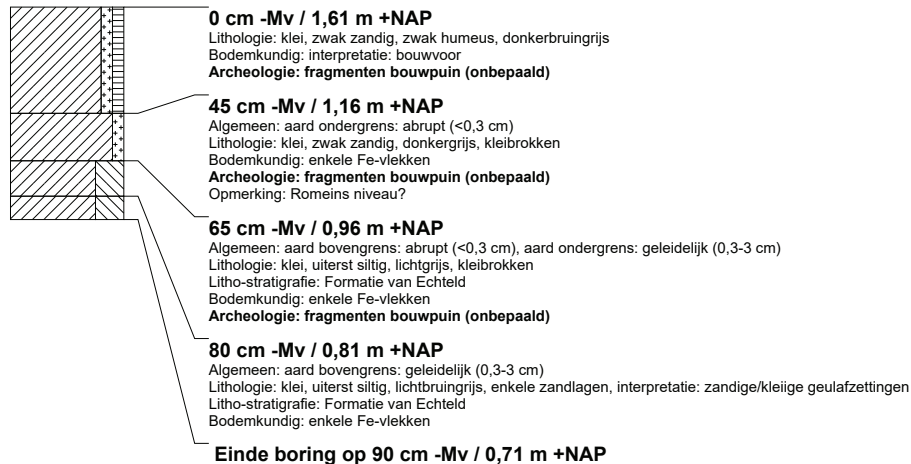 0 cm -Mv / 1,61 m +NAP
Lithologie: klei, zwak zandig, zwak humeus, donkerbruingrijs
Bodemkundig: interpretatie: bouwvoor
Archeologie: fragmenten bouwpuin (onbepaald)
45 cm -Mv / 1,16 m +NAP
Algemeen: aard ondergrens: abrupt (<0,3 cm)
Lithologie: klei, zwak zandig, donkergrijs, kleibrokken
Bodemkundig: enkele Fe-vlekken
Archeologie: fragmenten bouwpuin (onbepaald)
Opmerking: Romeins niveau?
65 cm -Mv / 0,96 m +NAP
Algemeen: aard bovengrens: abrupt (<0,3 cm), aard ondergrens: geleidelijk (0,3-3 cm)
Lithologie: klei, uiterst siltig, lichtgrijs, kleibrokken
Litho-stratigrafie: Formatie van Echteld
Bodemkundig: enkele Fe-vlekken
Archeologie: fragmenten bouwpuin (onbepaald)
80 cm -Mv / 0,81 m +NAP
Algemeen: aard bovengrens: geleidelijk (0,3-3 cm)
Lithologie: klei, uiterst siltig, lichtbruingrijs, enkele zandlagen, interpretatie: zandige/kleiige geulafzettingen
Litho-stratigrafie: Formatie van Echteld
Bodemkundig: enkele Fe-vlekken
Einde boring op 90 cm -Mv / 0,71 m +NAP